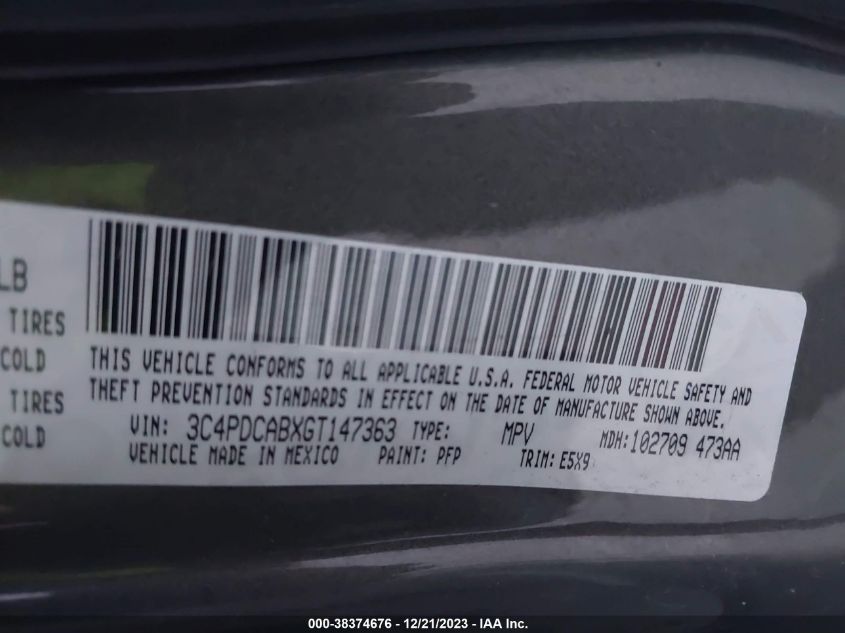 LB
TIRES
COLD
TIRES
COLD
THIS VEHICLE CONFORMS TO ALL APPLICABLE U.S.A. FEDERAL MOTOR VEHICLE SAFETY AND
THEFT PREVENTION STANDARDS IN EFFECT ON THE DATE OF MANUFACTURE SHOWN ABOVE.
VIN: 3C4PDCABXGT147363 TYPE: MPV MDH:102709 473AA
VEHICLE MADE IN MEXICO PAINT: PFP TRIM: E5X9
000-38374676 - 12/21/2023 - IAA Inc.